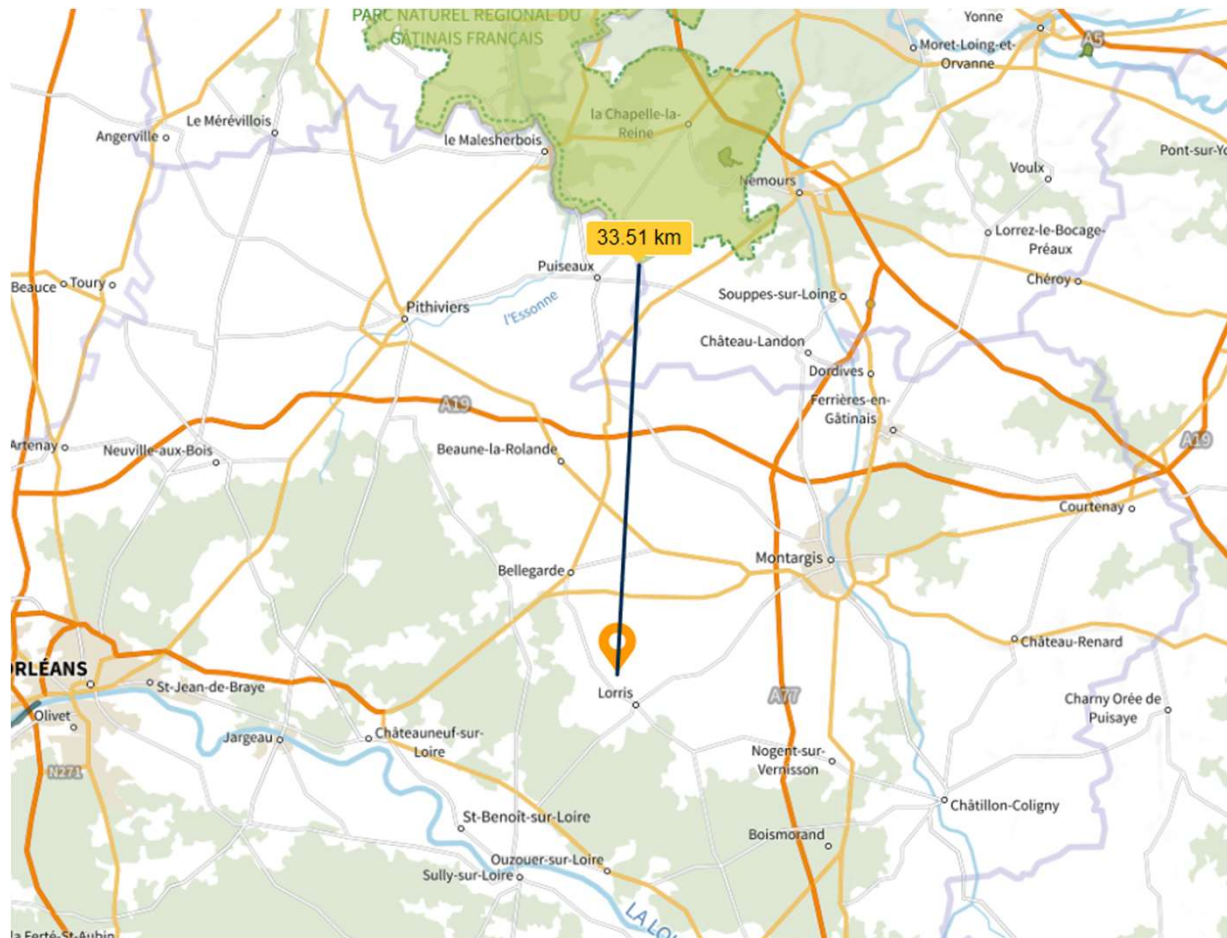 PARC NATUREL RÉGIONAL DU
GÂTINAIS FRANÇAIS
Yonne
A5
Moret-Loing-et-
Orvanne
Angerville
Le Mérévillois
la Chapelle-la-
Reine
le Malesherbois
Pont-sur-Yo
Voulx
Nemours
33.51 km
Lorrez-le-Bocage-
Préaux
Puiseaux
Beauce
Toury
Chéroy
Souppes-sur-Loing
Pithiviers
l'Essonne
Château-Landon
Dordives
Ferrières-en-
Gâtinais
A19
A19
Artenay
Neuville-aux-Bois
Beaune-la-Rolande
Courtenay
Montargis
Bellegarde
Château-Renard
RLÉANS
St-Jean-de-Braye
Lorris
A77
Charny Orée de
Puisaye
Olivet
Jargeau
Châteauneuf-sur-
Loire
Nogent-sur-
Vernisson
N271
Châtillon-Coligny
St-Benoît-sur-Loire
Boismorand
Ouzouer-sur-Loire
Sully-sur-Loire
LA LO
la Ferté-St-Aubin